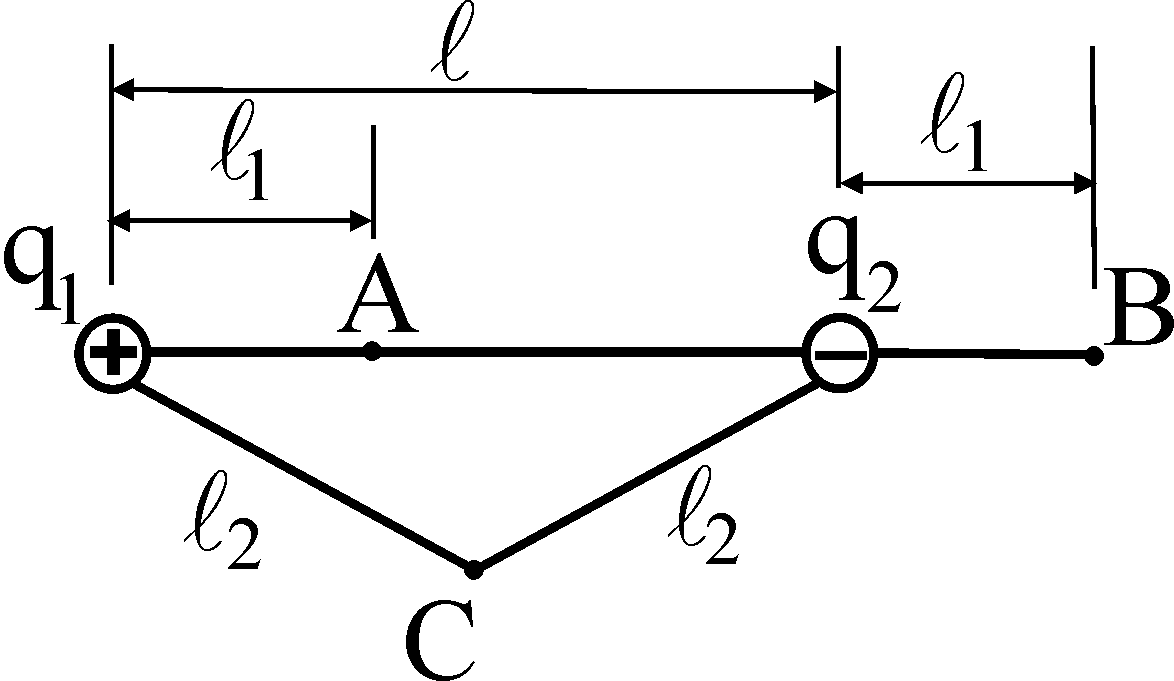 ℓ
ℓ₁ ℓ₁
q₁ A q₂ B
+ −
ℓ₂ ℓ₂
C